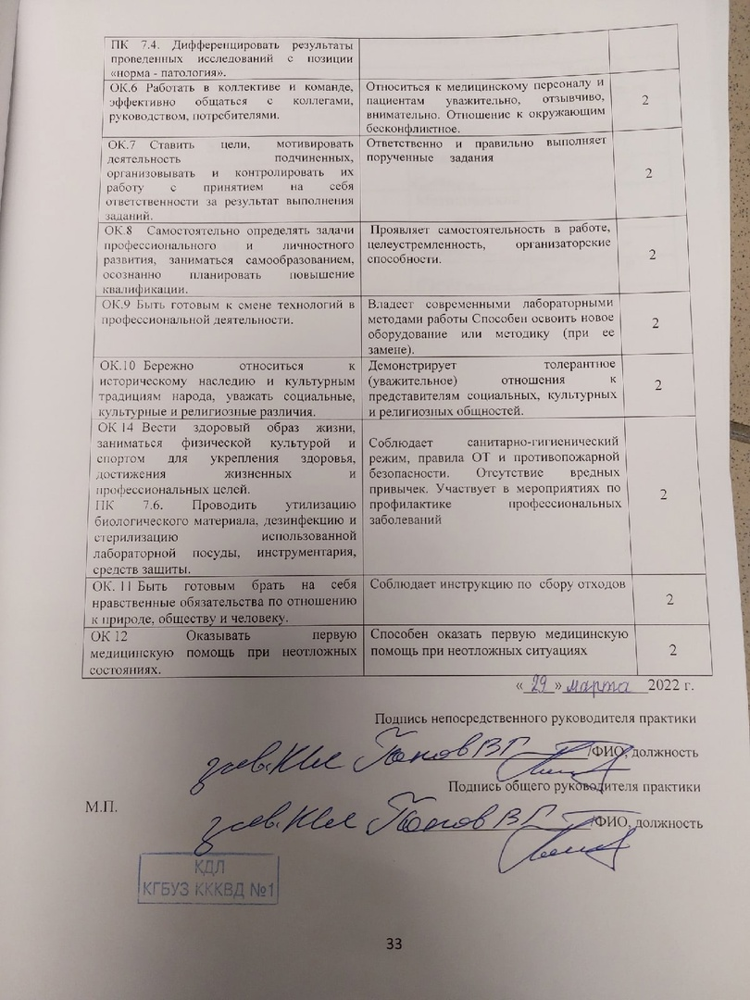 ПК 7.4. Дифференцировать результаты
проведенных исследований с позиции
«норма - патология».
ОК.6 Работать в коллективе и команде,
эффективно общаться с коллегами,
руководством, потребителями.
Относиться к медицинскому персоналу и
пациентам уважительно, отзывчиво,
внимательно. Отношение к окружающим
бесконфликтное.
2
ОК.7 Ставить цели, мотивировать
деятельность подчиненных,
организовывать и контролировать их
работу с принятием на себя
ответственности за результат выполнения
заданий.
Ответственно и правильно выполняет
порученные задания
2
ОК.8 Самостоятельно определять задачи
профессионального и личностного
развития, заниматься самообразованием,
осознанно планировать повышение
квалификации.
Проявляет самостоятельность в работе,
целеустремленность, организаторские
способности.
2
ОК.9 Быть готовым к смене технологий в
профессиональной деятельности.
Владеет современными лабораторными
методами работы Способен освоить новое
оборудование или методику (при ее
замене).
2
ОК.10 Бережно относиться к
историческому наследию и культурным
традициям народа, уважать социальные,
культурные и религиозные различия.
Демонстрирует толерантное
(уважительное) отношения к
представителям социальных, культурных
и религиозных общностей.
2
ОК 14 Вести здоровый образ жизни,
заниматься физической культурой и
спортом для укрепления здоровья,
достижения жизненных и
профессиональных целей.
ПК 7.6. Проводить утилизацию
биологического материала, дезинфекцию и
стерилизацию использованной
лабораторной посуды, инструментария,
средств защиты.
Соблюдает санитарно-гигиенический
режим, правила ОТ и противопожарной
безопасности. Отсутствие вредных
привычек. Участвует в мероприятиях по
профилактике профессиональных
заболеваний
2
ОК. 11 Быть готовым брать на себя
нравственные обязательства по отношению
к природе, обществу и человеку.
Соблюдает инструкцию по сбору отходов
2
ОК 12 Оказывать первую
медицинскую помощь при неотложных
состояниях.
Способен оказать первую медицинскую
помощь при неотложных ситуациях
2
« 29 » марта 2022 г.
Подпись непосредственного руководителя практики
зав. КДЛ Попов В Г /ФИО, должность
Подпись общего руководителя практики
М.П.
зав. КДЛ Попов В Г /ФИО, должность
КДЛ
КГБУЗ КККВД №1
33